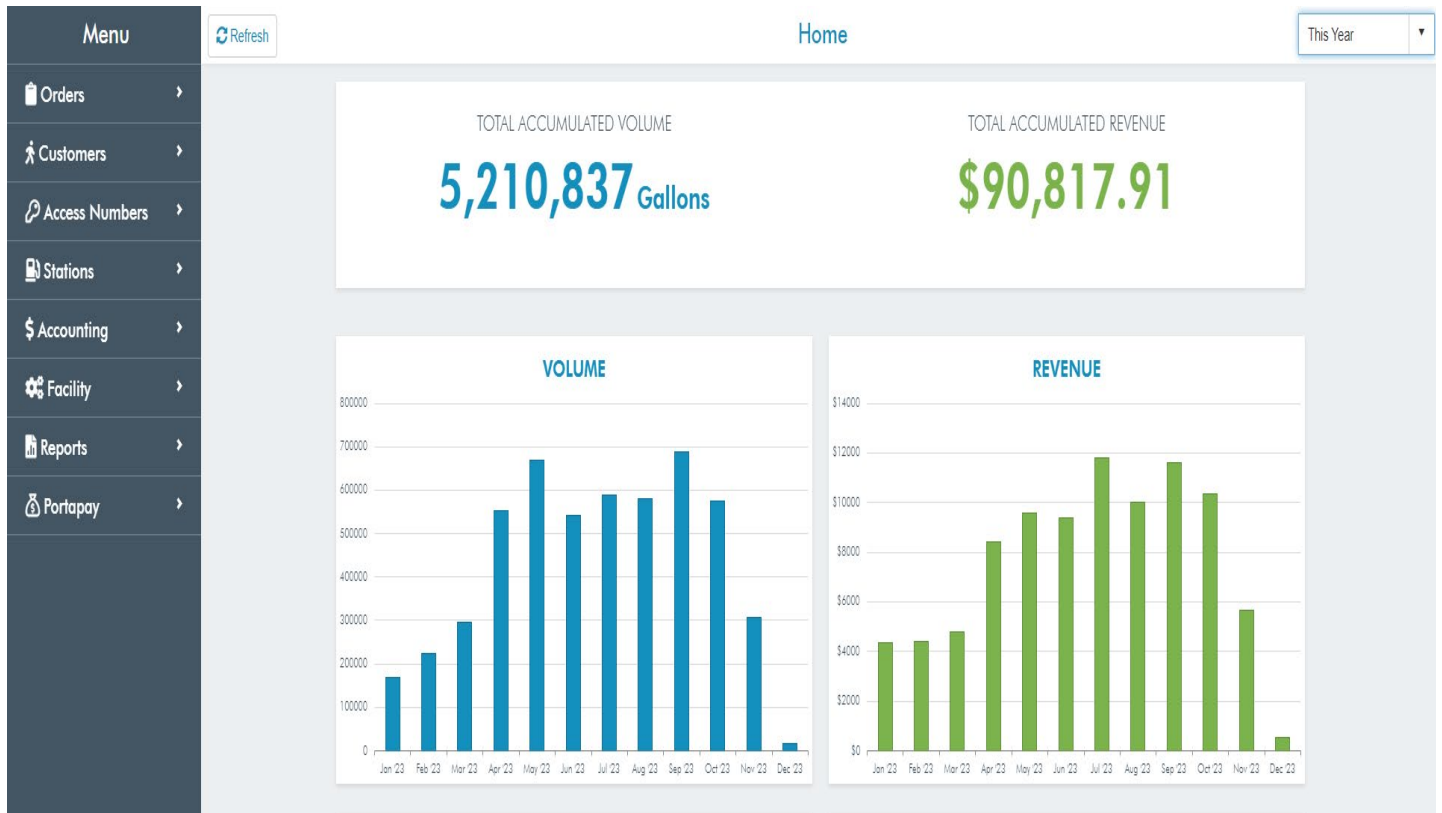 Menu
Refresh
Home
This Year
Orders
Customers
Access Numbers
Stations
$ Accounting
Facility
Reports
Portapay
TOTAL ACCUMULATED VOLUME
5,210,837 Gallons
TOTAL ACCUMULATED REVENUE
$90,817.91
VOLUME
800000
700000
600000
500000
400000
300000
200000
100000
0
Jan '23 Feb '23 Mar '23 Apr '23 May '23 Jun '23 Jul '23 Aug '23 Sep '23 Oct '23 Nov '23 Dec '23
REVENUE
$14000
$12000
$10000
$8000
$6000
$4000
$2000
$0
Jan '23 Feb '23 Mar '23 Apr '23 May '23 Jun '23 Jul '23 Aug '23 Sep '23 Oct '23 Nov '23 Dec '23